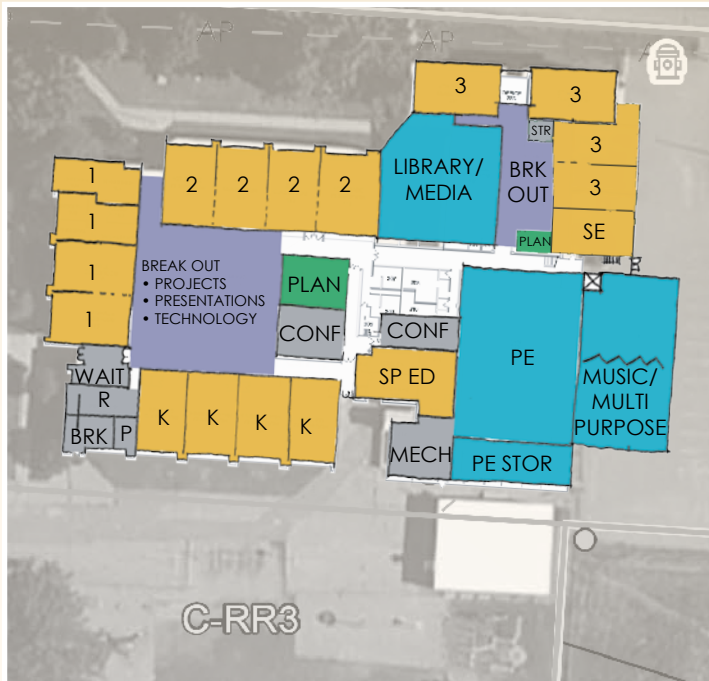 AP
AP
3
3
STR
3
LIBRARY/
MEDIA
BRK
OUT
3
1
2
2
2
2
1
SE
PLAN
BREAK OUT
• PROJECTS
• PRESENTATIONS
• TECHNOLOGY
1
PLAN
1
CONF
CONF
PE
WAIT
SP ED
MUSIC/
MULTI
PURPOSE
R
BRK
P
K
K
K
K
MECH
PE STOR
C-RR3